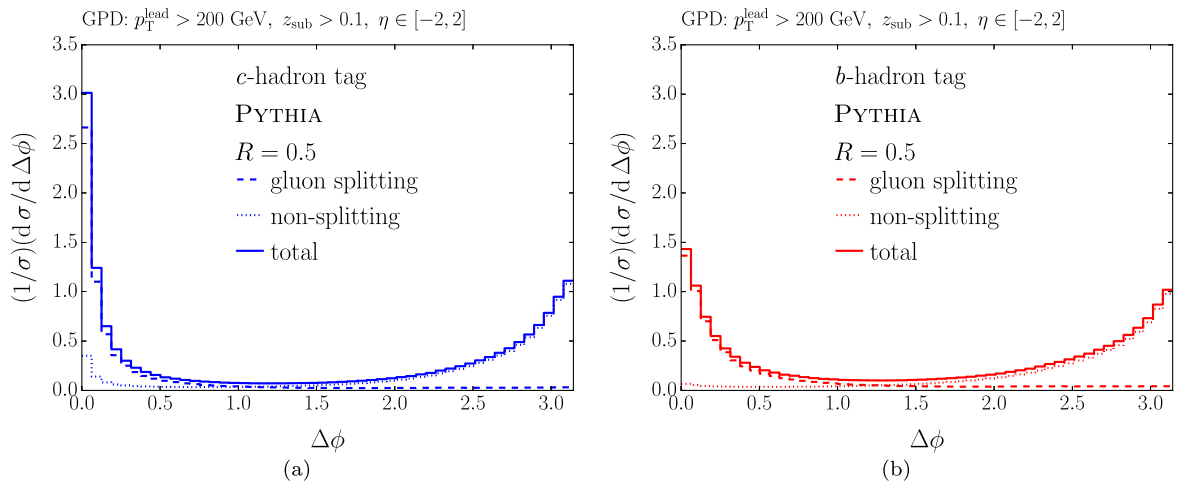 GPD: p_T^lead > 200 GeV, z_sub > 0.1, η ∈ [−2, 2]
3.5
3.0
2.5
2.0
1.5
1.0
0.5
0.0
(1/σ)(d σ/d Δϕ)
c-hadron tag
PYTHIA
R = 0.5
gluon splitting
non-splitting
total
0.0 0.5 1.0 1.5 2.0 2.5 3.0
Δϕ
(a)
GPD: p_T^lead > 200 GeV, z_sub > 0.1, η ∈ [−2, 2]
3.5
3.0
2.5
2.0
1.5
1.0
0.5
0.0
(1/σ)(d σ/d Δϕ)
b-hadron tag
PYTHIA
R = 0.5
gluon splitting
non-splitting
total
0.0 0.5 1.0 1.5 2.0 2.5 3.0
Δϕ
(b)